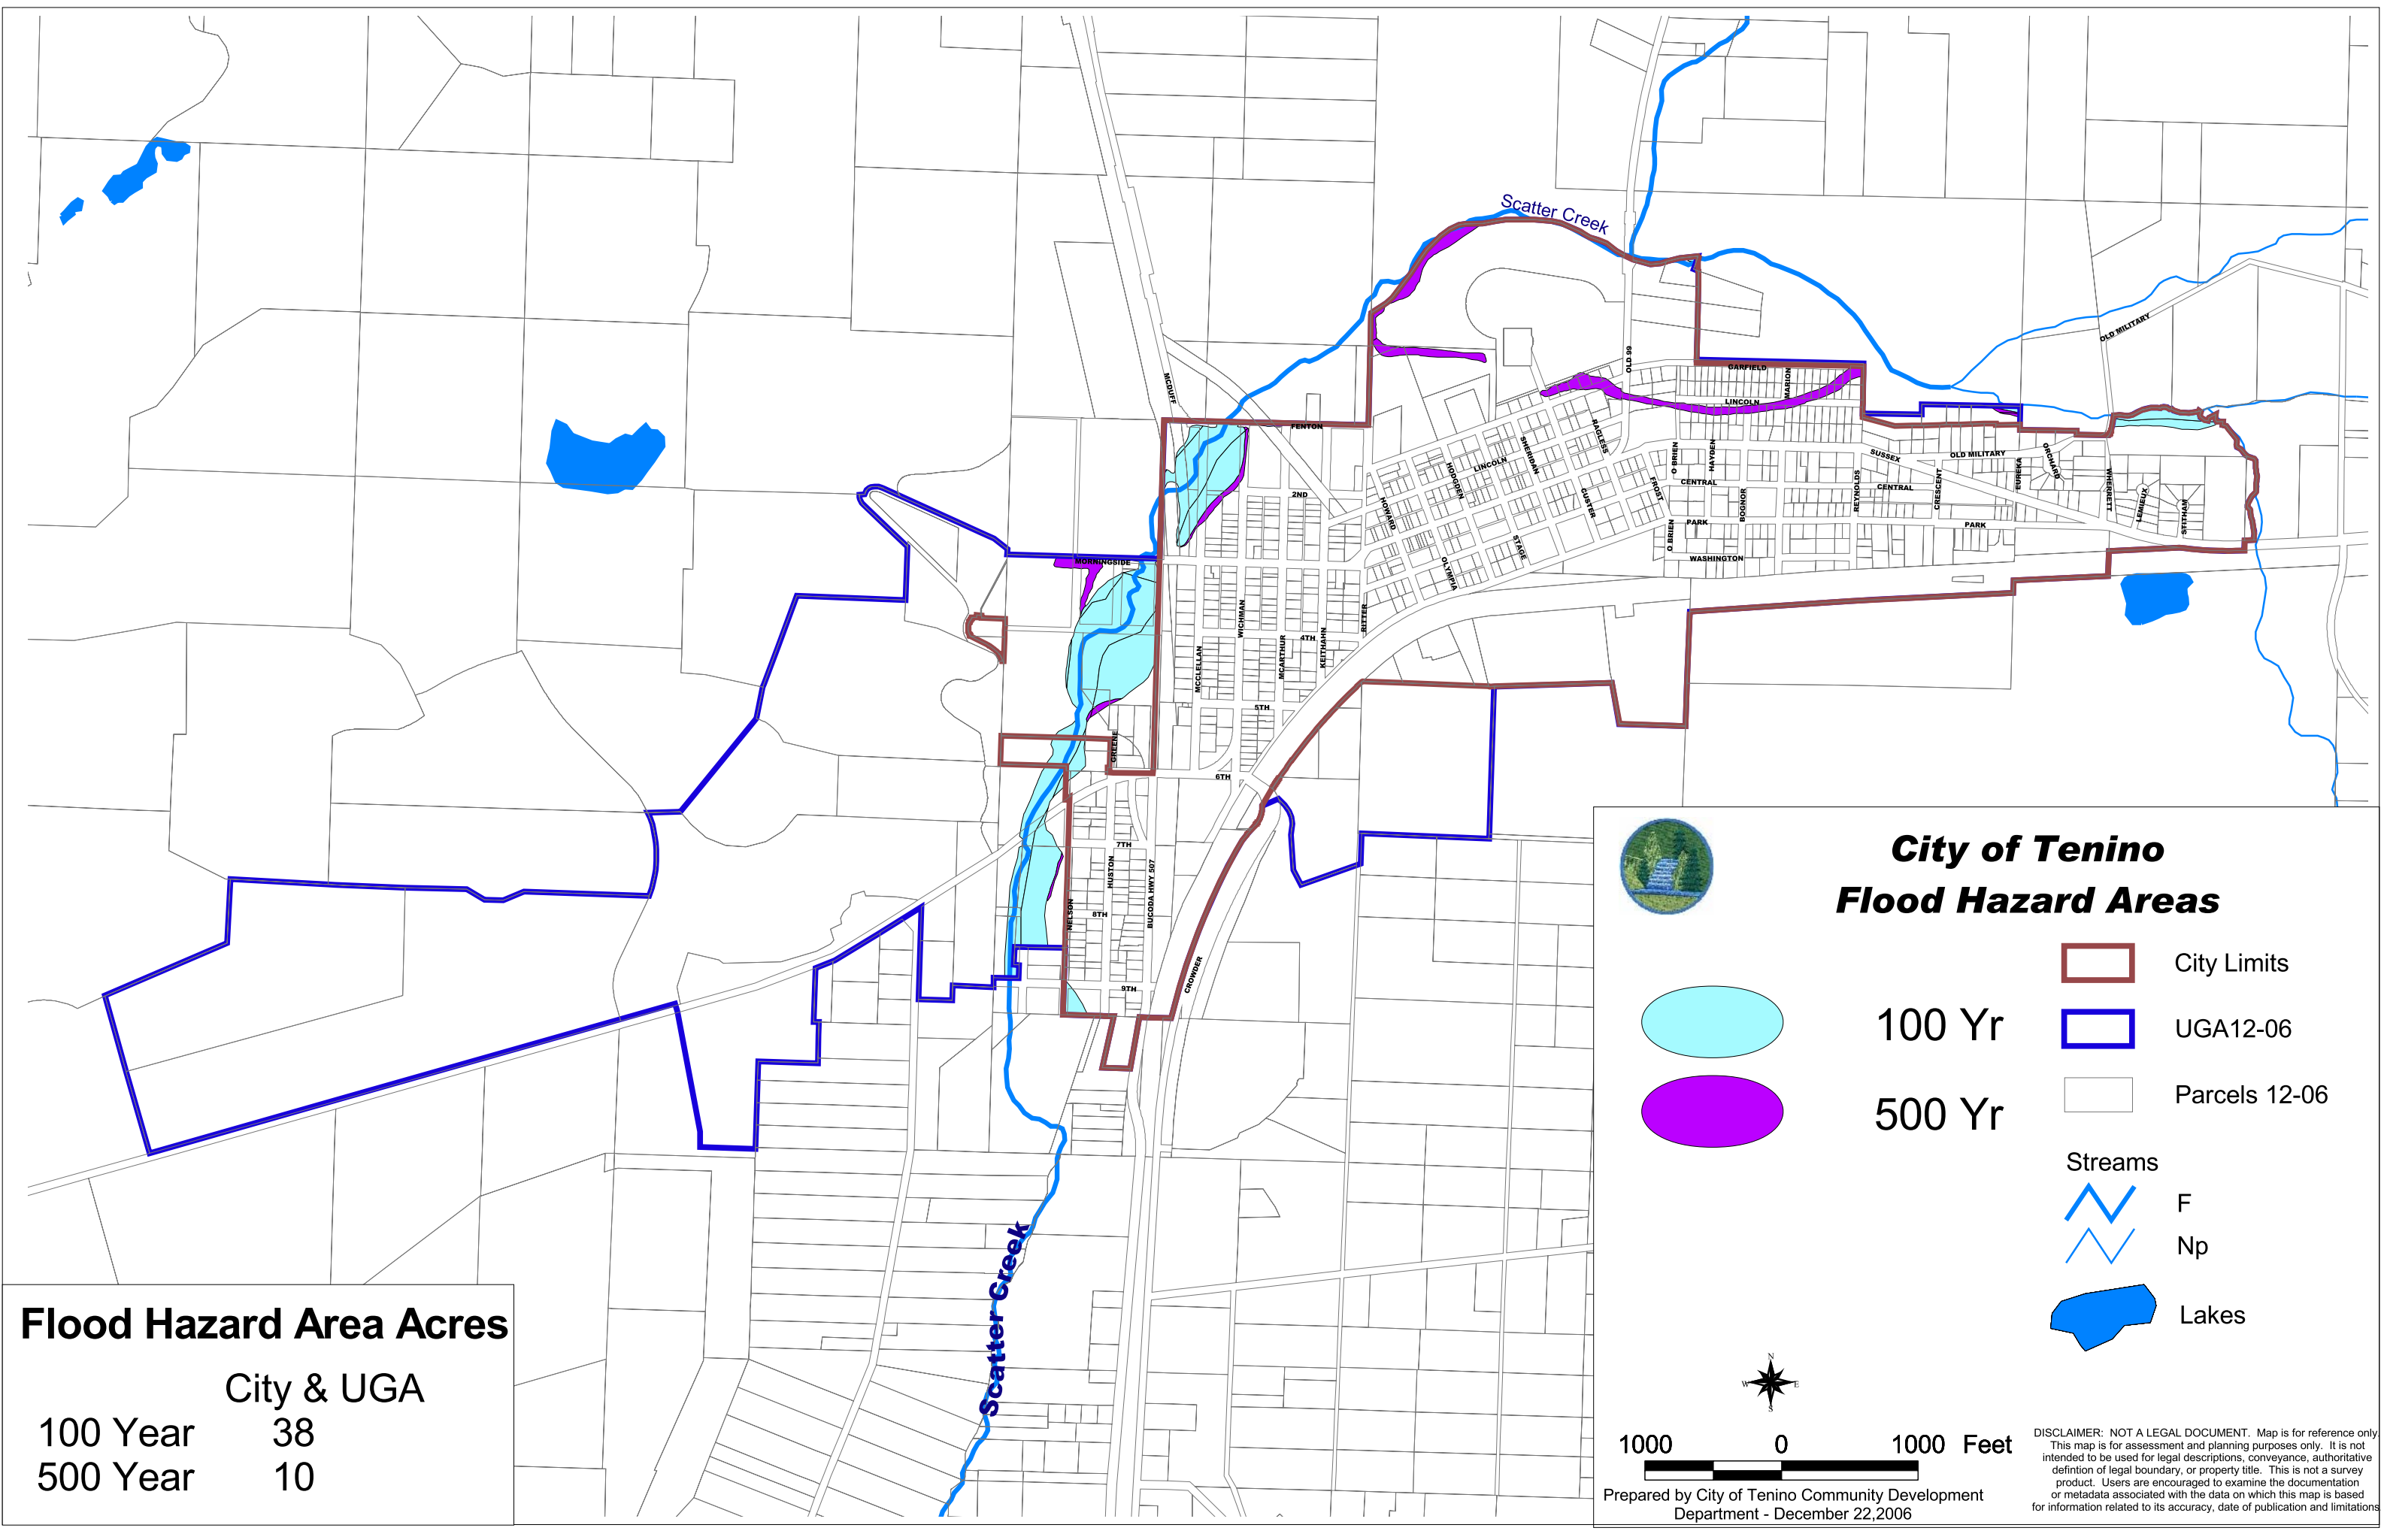 Scatter Creek
OLD MILITARY
MCDUFF
OLD 99
GARFIELD
MARION
LINCOLN
FENTON
RAGLESS
SHERIDAN
LINCOLN
HODGDEN
HOWARD
2ND
CUSTER
FROST
O BRIEN
HAYDEN
CENTRAL
BOGNOR
REYNOLDS
SUSSEX
OLD MILITARY
CENTRAL
CRESCENT
EUREKA
ORCHARD
WHERRETT
LEMIEUX
STITHAM
PARK
PARK
O BRIEN
WASHINGTON
STAGE
OLYMPIA
MORNINGSIDE
WICHMAN
MCARTHUR
4TH
KEITHAHN
RITTER
MCCLELLAN
5TH
GREENE
6TH
7TH
HUSTON
BUCODA HWY 507
NELSON
8TH
9TH
CROWDER
Scatter Creek
City of Tenino
Flood Hazard Areas
City Limits
100 Yr
UGA12-06
500 Yr
Parcels 12-06
Streams
F
Np
Lakes
N
W E
S
1000 0 1000 Feet
Prepared by City of Tenino Community Development
Department - December 22,2006
DISCLAIMER: NOT A LEGAL DOCUMENT. Map is for reference only.
This map is for assessment and planning purposes only. It is not
intended to be used for legal descriptions, conveyance, authoritative
defintion of legal boundary, or property title. This is not a survey
product. Users are encouraged to examine the documentation
or metadata associated with the data on which this map is based
for information related to its accuracy, date of publication and limitations
Flood Hazard Area Acres
City & UGA
100 Year 38
500 Year 10